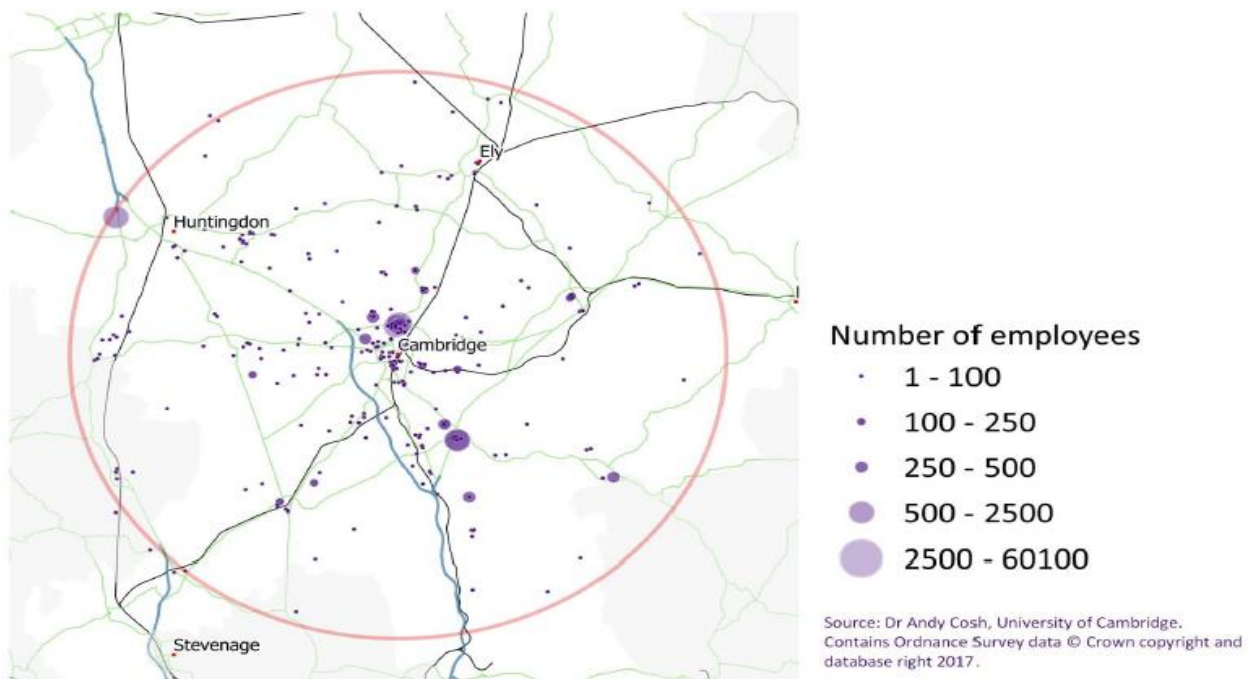 Ely
Huntingdon
Cambridge
Stevenage
Number of employees
1 - 100
100 - 250
250 - 500
500 - 2500
2500 - 60100
Source: Dr Andy Cosh, University of Cambridge.
Contains Ordnance Survey data © Crown copyright and
database right 2017.